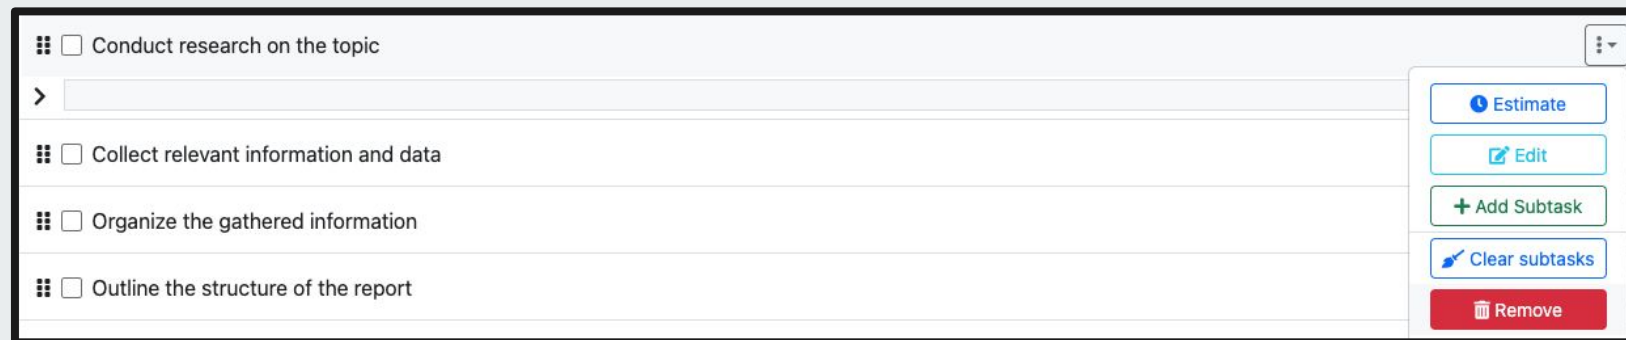 Conduct research on the topic
Estimate
Edit
Collect relevant information and data
Add Subtask
Organize the gathered information
Clear subtasks
Outline the structure of the report
Remove